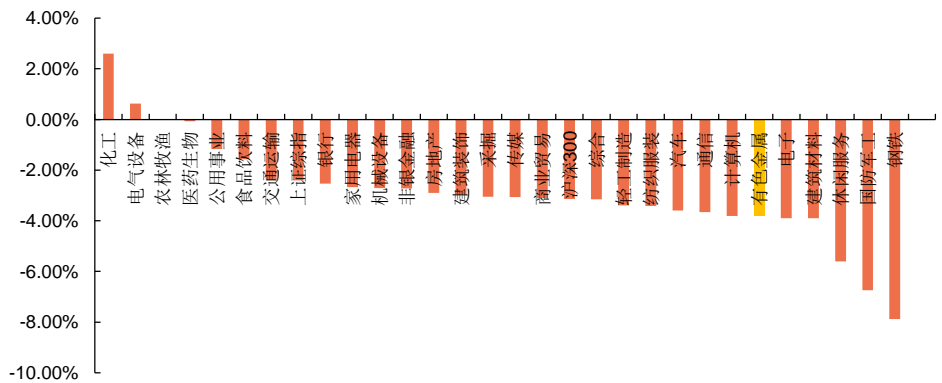 4.00%
2.00%
0.00%
-2.00%
-4.00%
-6.00%
-8.00%
-10.00%
化工
电气设备
农林牧渔
医药生物
公用事业
食品饮料
交通运输
上证综指
银行
家用电器
机械设备
非银金融
房地产
建筑装饰
采掘
传媒
商业贸易
沪深300
综合
轻工制造
纺织服装
汽车
通信
计算机
有色金属
电子
建筑材料
休闲服务
国防军工
钢铁